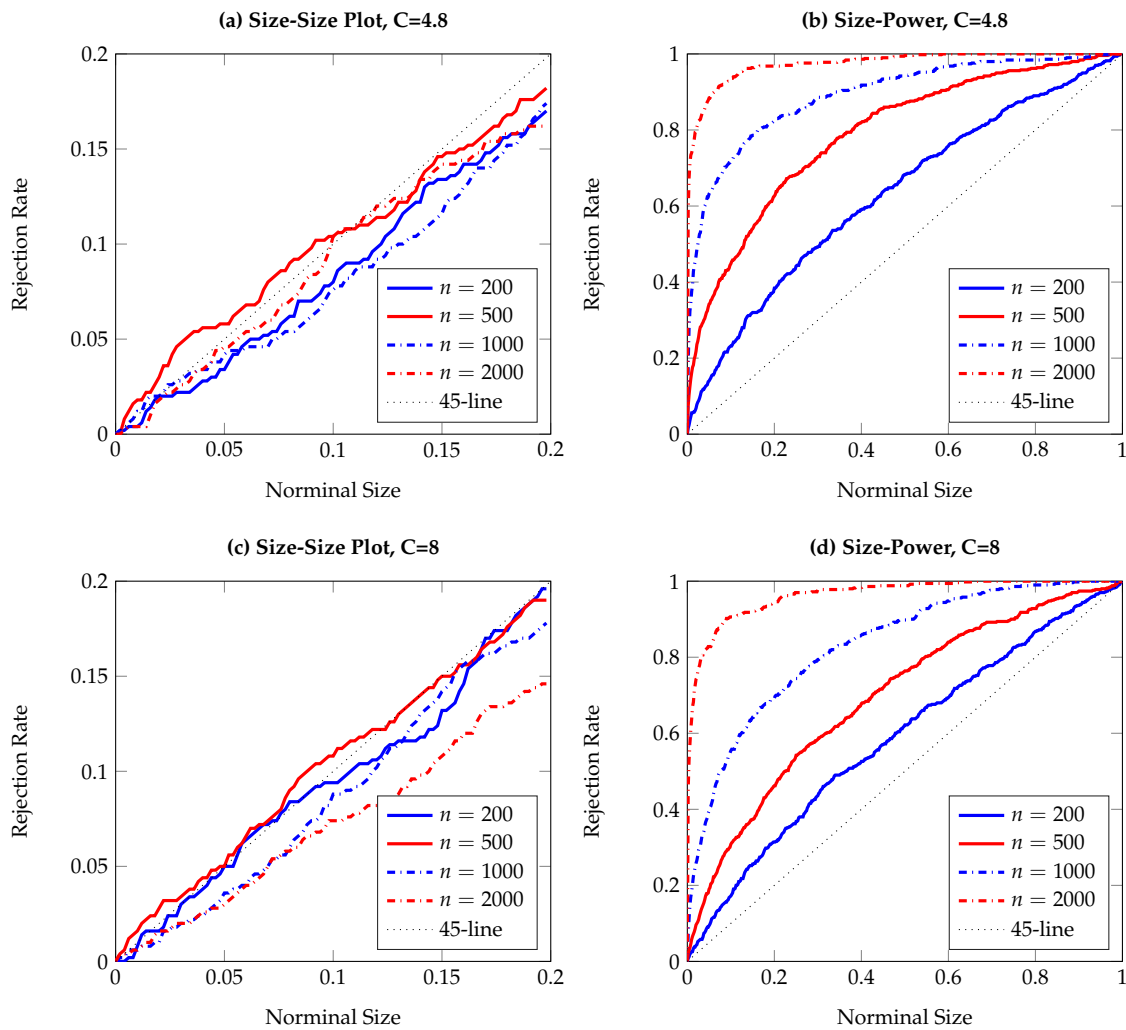 (a) Size-Size Plot, C=4.8
(b) Size-Power, C=4.8
Rejection Rate
0.2
0.15
0.1
0.05
0
0
0.05
0.1
0.15
0.2
Norminal Size
n = 200
n = 500
n = 1000
n = 2000
45-line
Rejection Rate
1
0.8
0.6
0.4
0.2
0
0
0.2
0.4
0.6
0.8
1
Norminal Size
n = 200
n = 500
n = 1000
n = 2000
45-line
(c) Size-Size Plot, C=8
(d) Size-Power, C=8
Rejection Rate
0.2
0.15
0.1
0.05
0
0
0.05
0.1
0.15
0.2
Norminal Size
n = 200
n = 500
n = 1000
n = 2000
45-line
Rejection Rate
1
0.8
0.6
0.4
0.2
0
0
0.2
0.4
0.6
0.8
1
Norminal Size
n = 200
n = 500
n = 1000
n = 2000
45-line